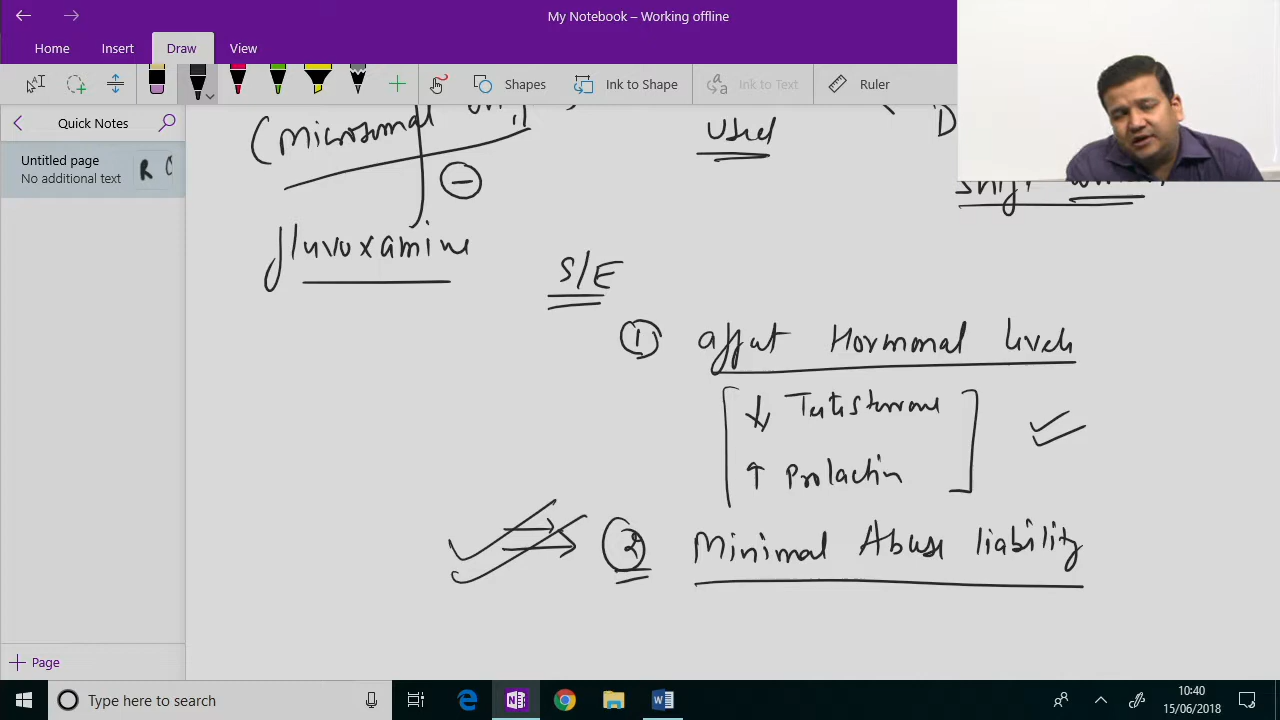 My Notebook – Working offline
Home Insert Draw View
Shapes Ink to Shape Ink to Text Ruler
Quick Notes
Untitled page
No additional text
R
(Microsomal
Used
D
Shift
fluvoxamine
S/E
① affect Hormonal levels
↓ Testosterone
↑ Prolactin
② Minimal Abuse liability
Page
Type here to search
10:40
15/06/2018